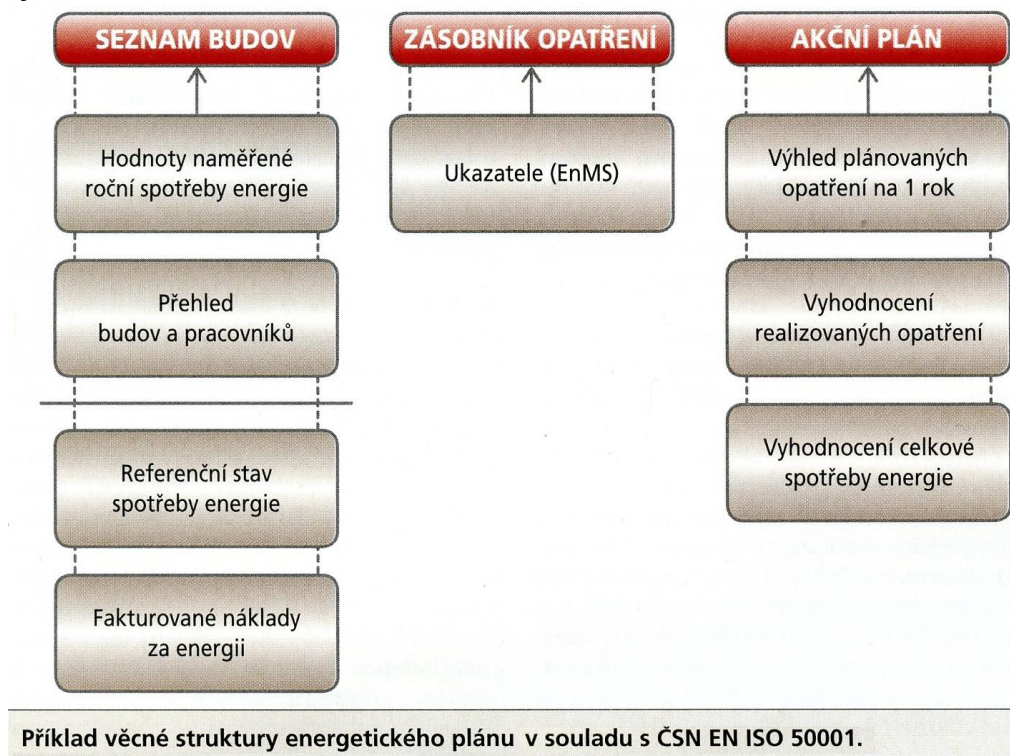 SEZNAM BUDOV
Hodnoty naměřené
roční spotřeby energie
Přehled
budov a pracovníků
Referenční stav
spotřeby energie
Fakturované náklady
za energii
ZÁSOBNÍK OPATŘENÍ
Ukazatele (EnMS)
AKČNÍ PLÁN
Výhled plánovaných
opatření na 1 rok
Vyhodnocení
realizovaných opatření
Vyhodnocení celkové
spotřeby energie
Příklad věcné struktury energetického plánu v souladu s ČSN EN ISO 50001.